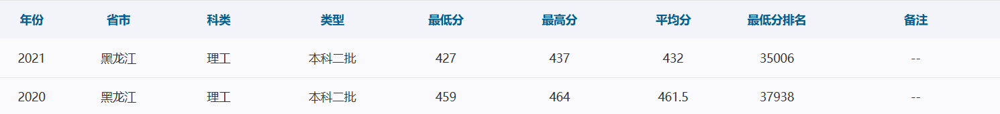 年份 省市 科类 类型 最低分 最高分 平均分 最低分排名 备注
2021 黑龙江 理工 本科二批 427 437 432 35006 --
2020 黑龙江 理工 本科二批 459 464 461.5 37938 --